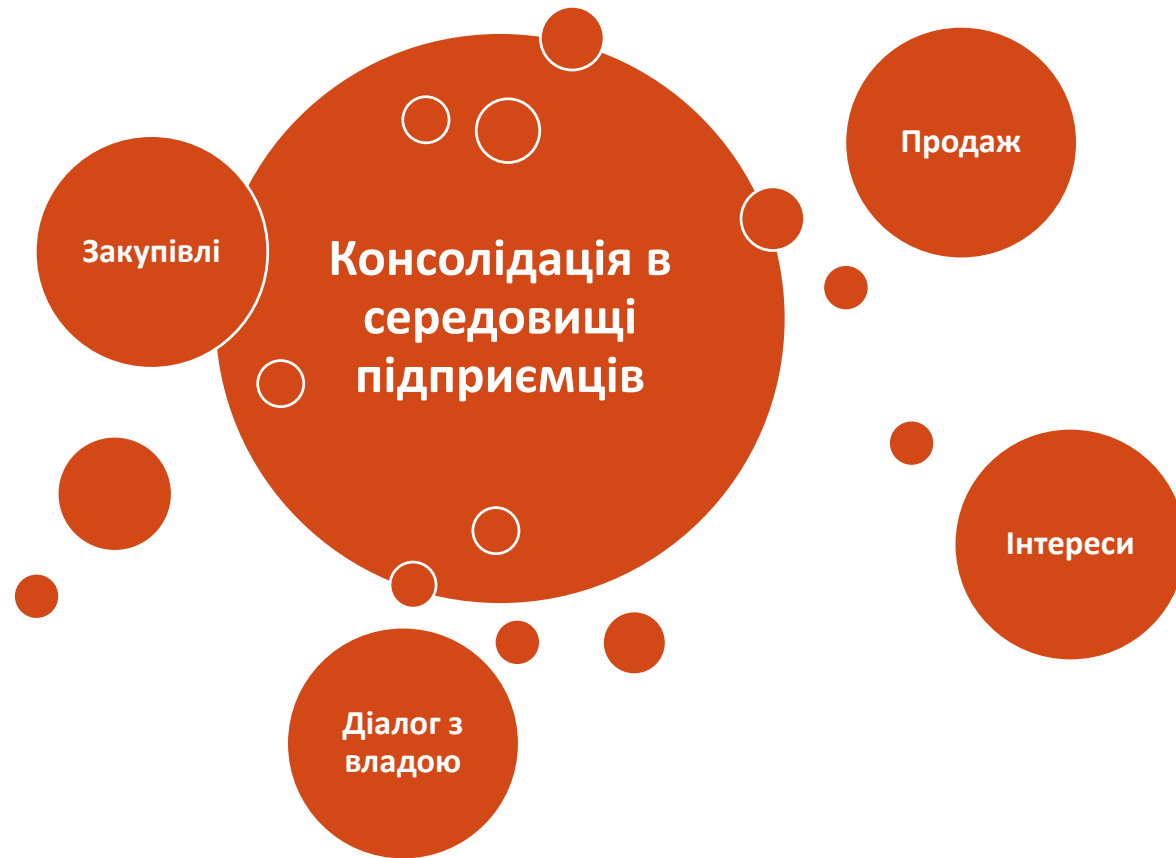 Продаж
Закупівлі
Консолідація в
середовищі
підприємців
Інтереси
Діалог з
владою